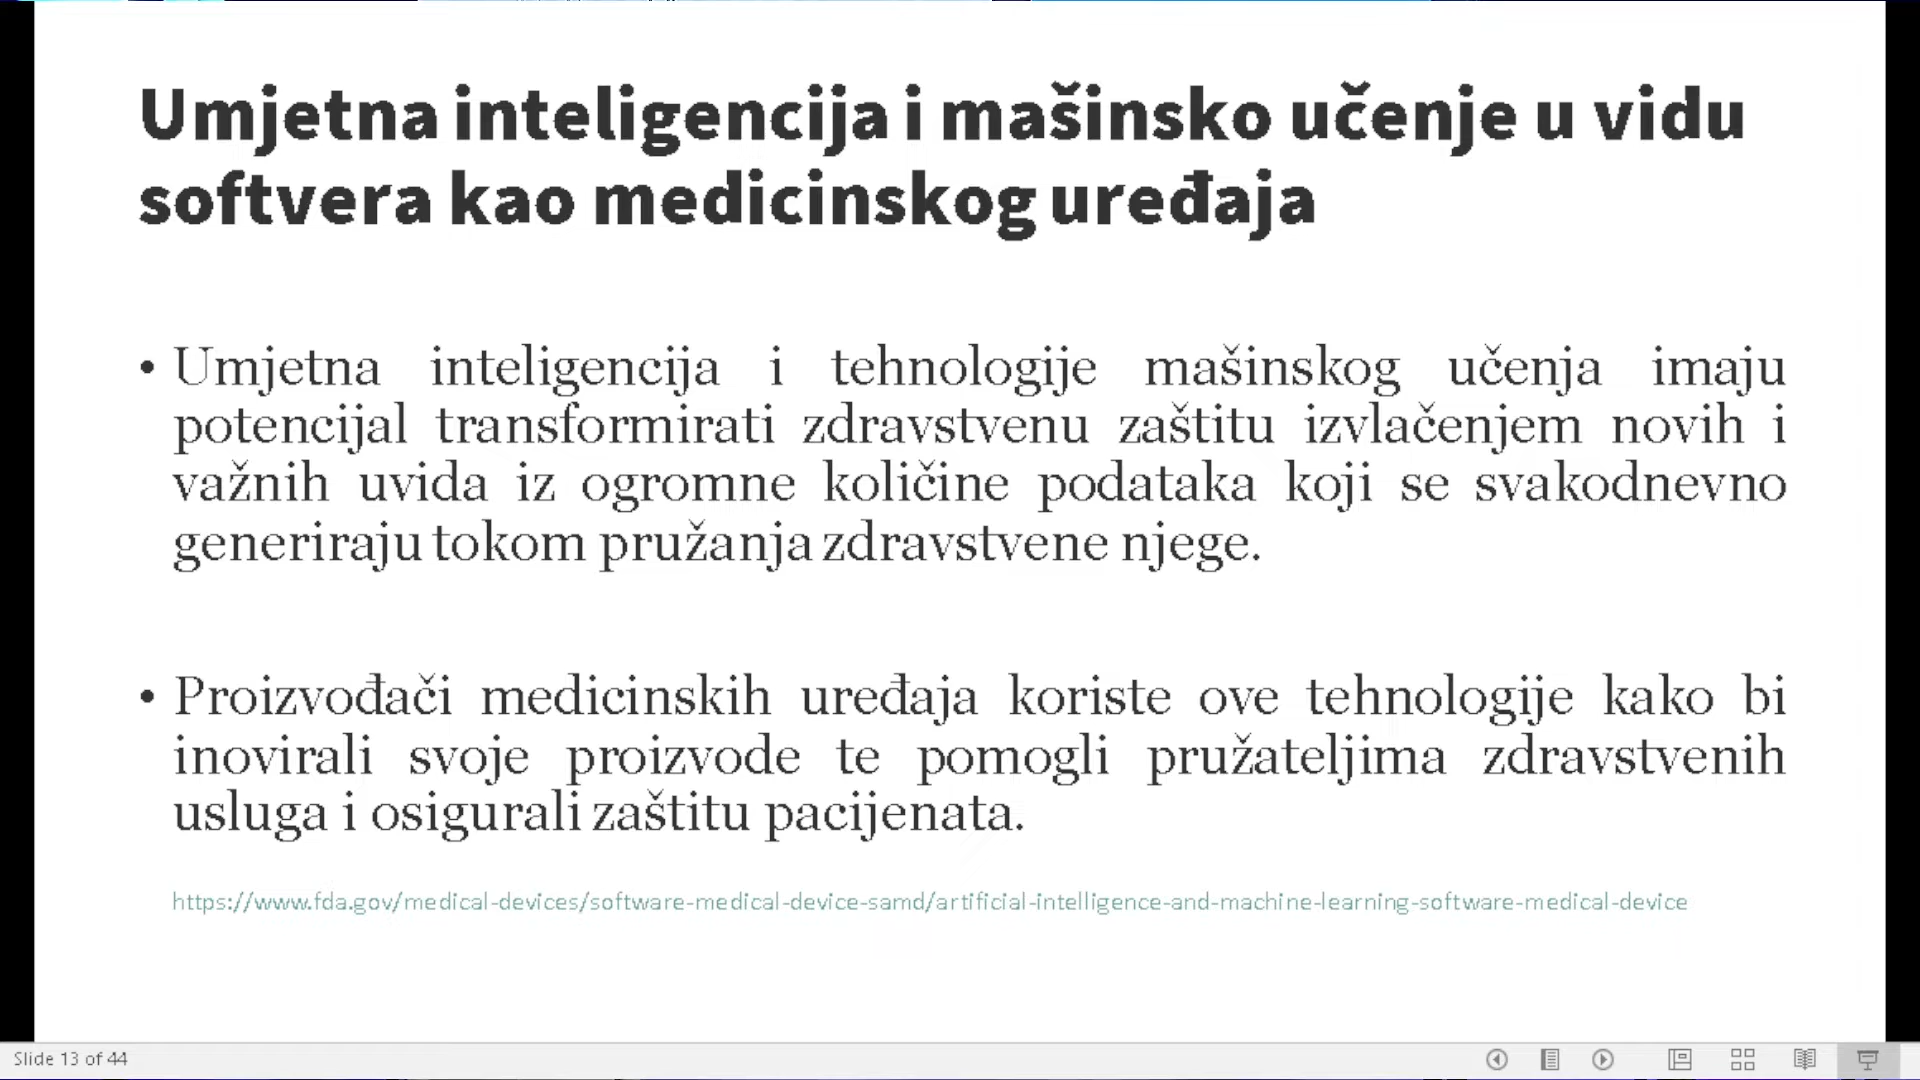 Umjetna inteligencija i mašinsko učenje u vidu
softvera kao medicinskog uređaja
• Umjetna inteligencija i tehnologije mašinskog učenja imaju
potencijal transformirati zdravstvenu zaštitu izvlačenjem novih i
važnih uvida iz ogromne količine podataka koji se svakodnevno
generiraju tokom pružanja zdravstvene njege.
• Proizvođači medicinskih uređaja koriste ove tehnologije kako bi
inovirali svoje proizvode te pomogli pružateljima zdravstvenih
usluga i osigurali zaštitu pacijenata.
https://www.fda.gov/medical-devices/software-medical-device-samd/artificial-intelligence-and-machine-learning-software-medical-device
Slide 13 of 44